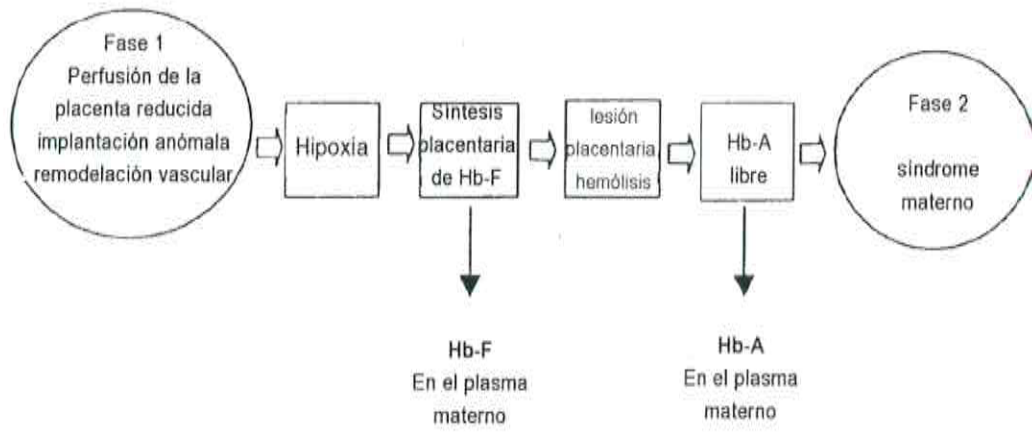 Fase 1
Perfusión de la
placenta reducida
implantación anómala
remodelación vascular
Hipoxia
Síntesis
placentaria
de Hb-F
lesión
placentaria
hemólisis
Hb-A
libre
Fase 2
síndrome
materno
Hb-F
En el plasma
materno
Hb-A
En el plasma
materno